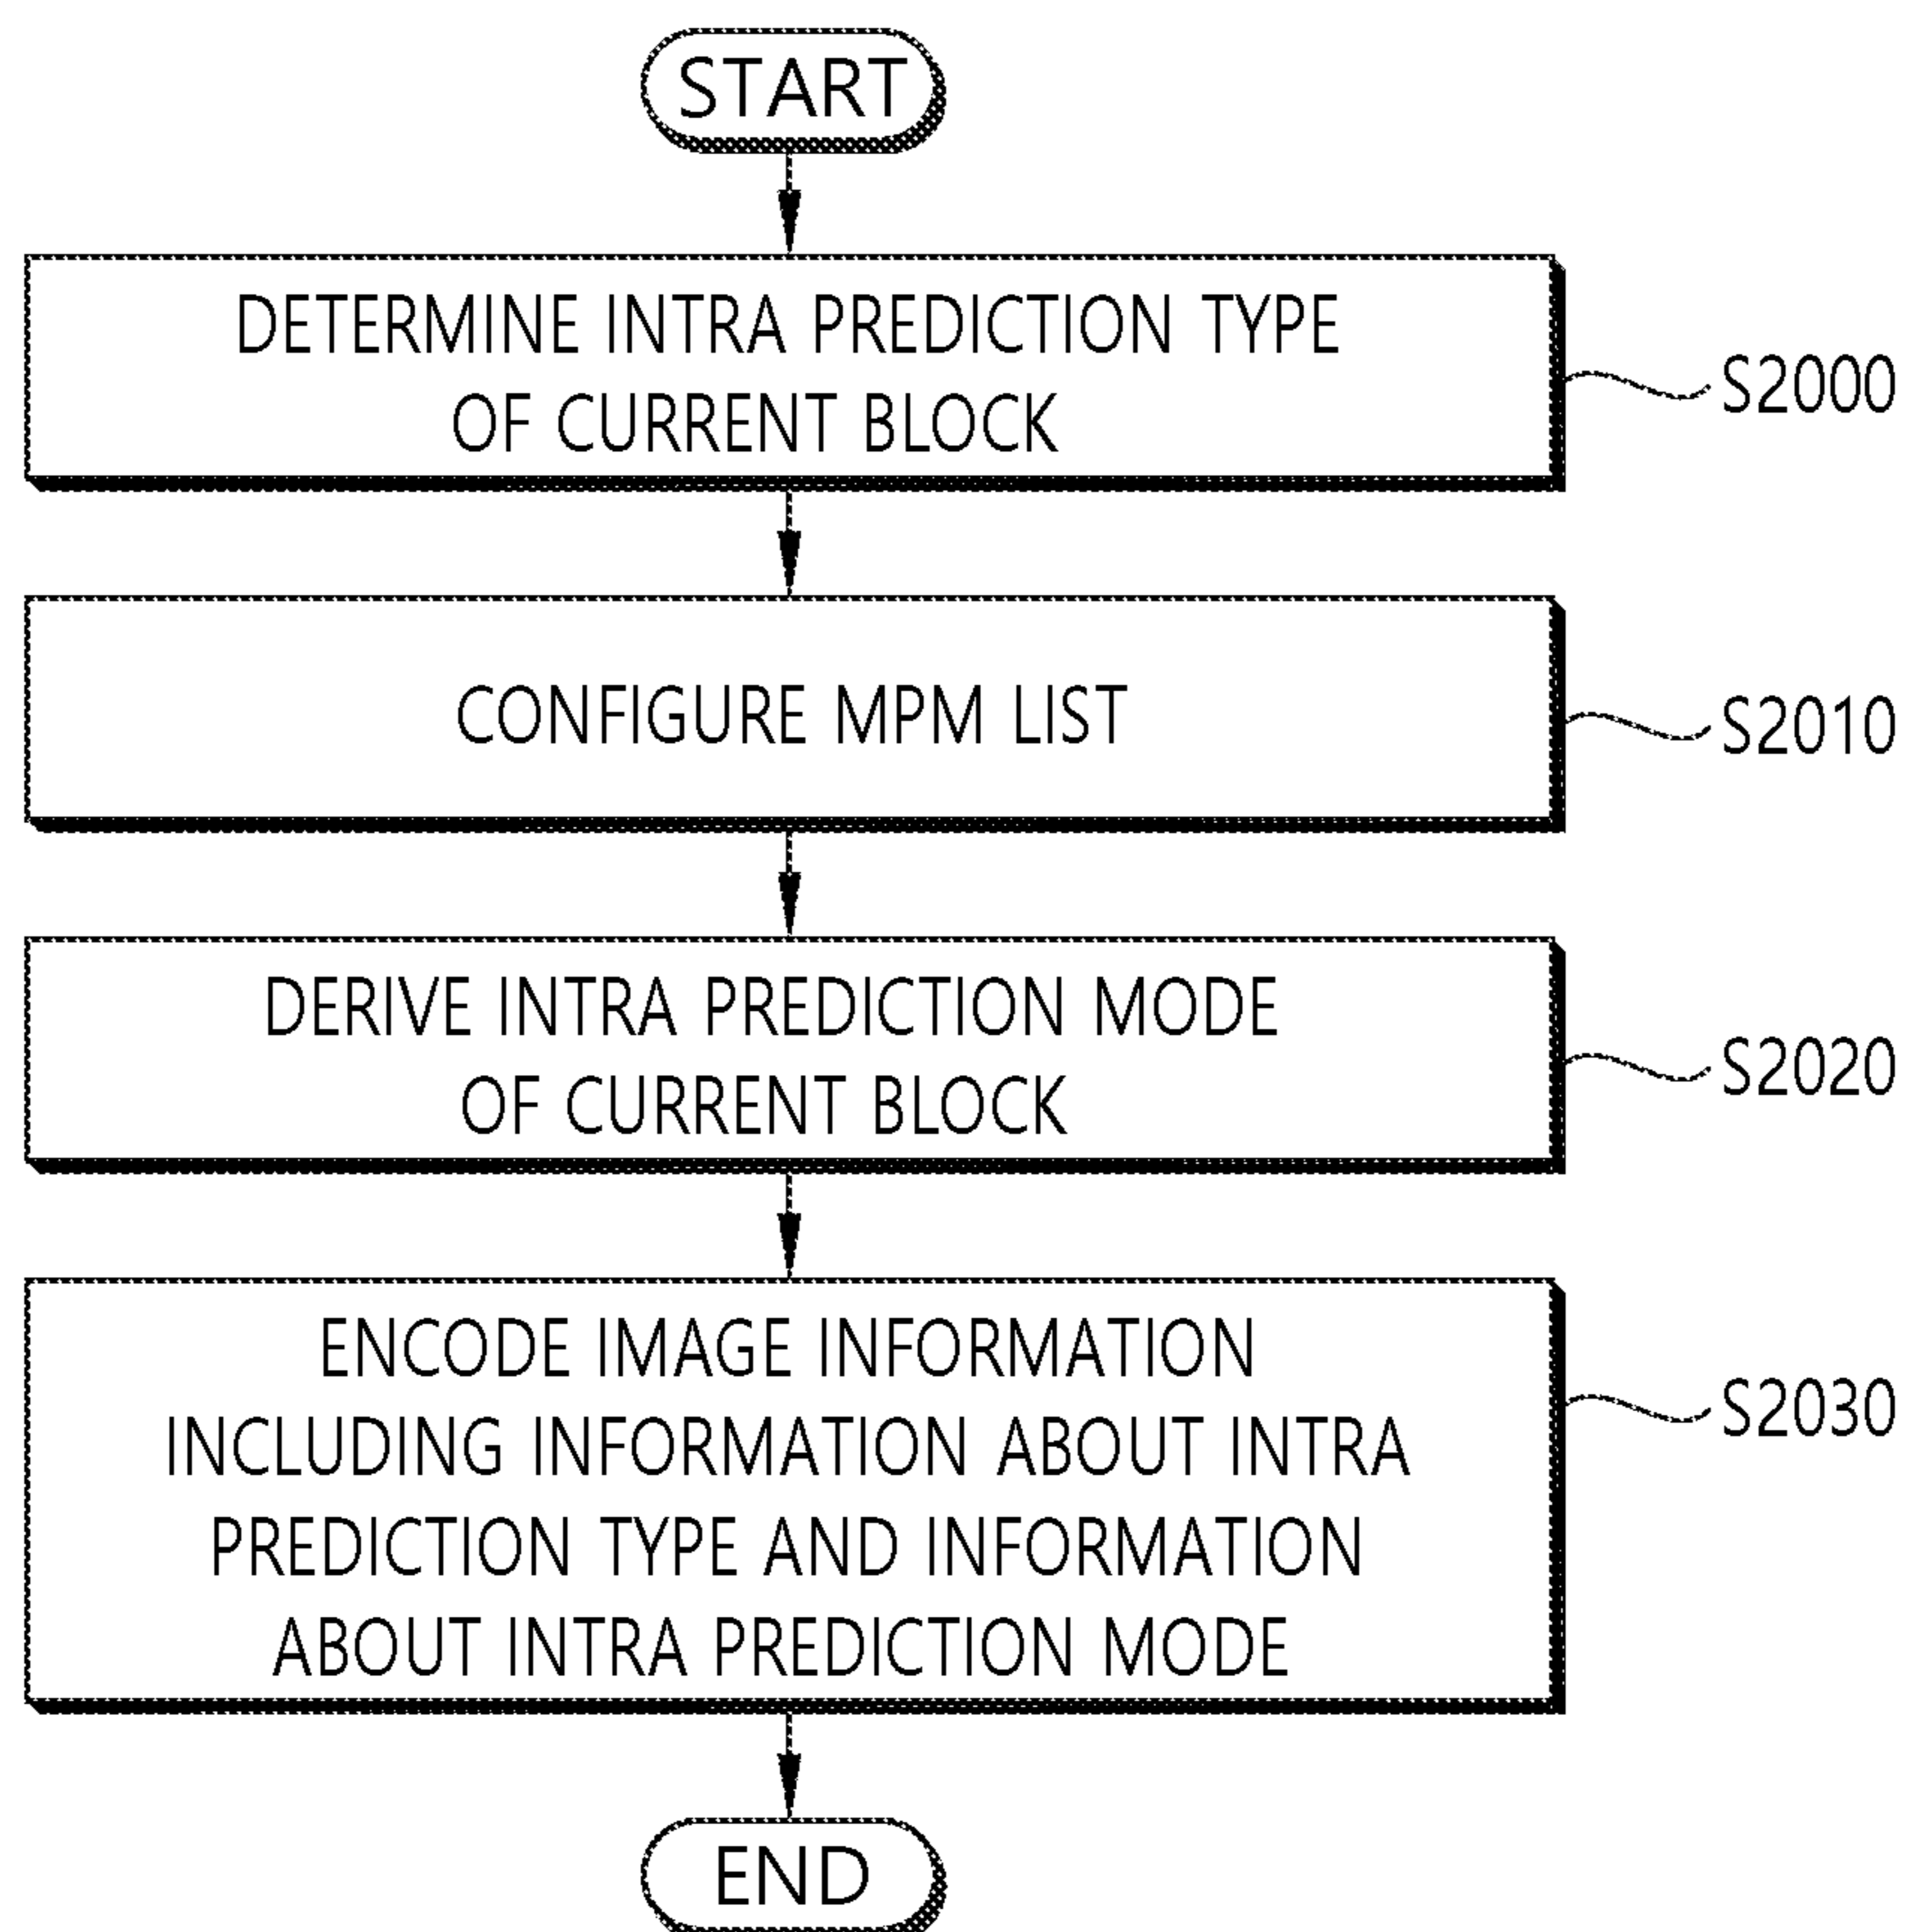 START
DETERMINE INTRA PREDICTION TYPE
OF CURRENT BLOCK
S2000
CONFIGURE MPM LIST
S2010
DERIVE INTRA PREDICTION MODE
OF CURRENT BLOCK
S2020
ENCODE IMAGE INFORMATION
INCLUDING INFORMATION ABOUT INTRA
PREDICTION TYPE AND INFORMATION
ABOUT INTRA PREDICTION MODE
S2030
END